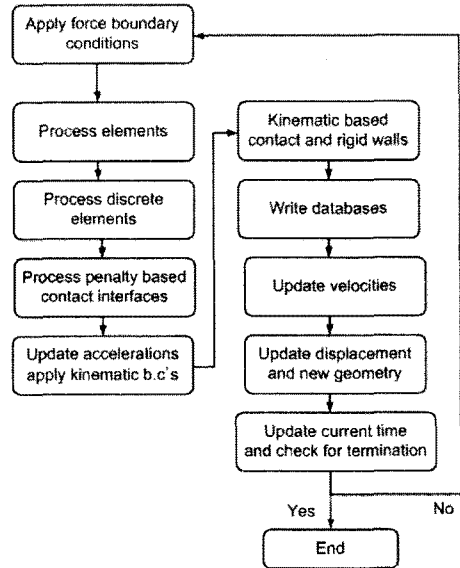 Apply force boundary
conditions
Process elements
Process discrete
elements
Process penalty based
contact interfaces
Update accelerations
apply kinematic b.c's
Kinematic based
contact and rigid walls
Write databases
Update velocities
Update displacement
and new geometry
Update current time
and check for termination
Yes
No
End